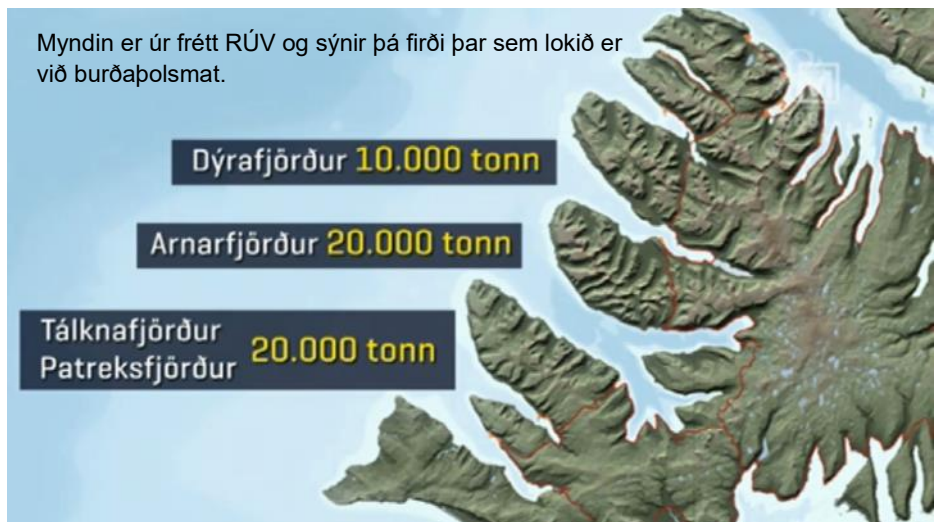 Myndin er úr frétt RÚV og sýnir þá firði þar sem lokið er
við burðaþolsmat.
Dýrafjörður 10.000 tonn
Arnarfjörður 20.000 tonn
Tálknafjörður
Patreksfjörður 20.000 tonn